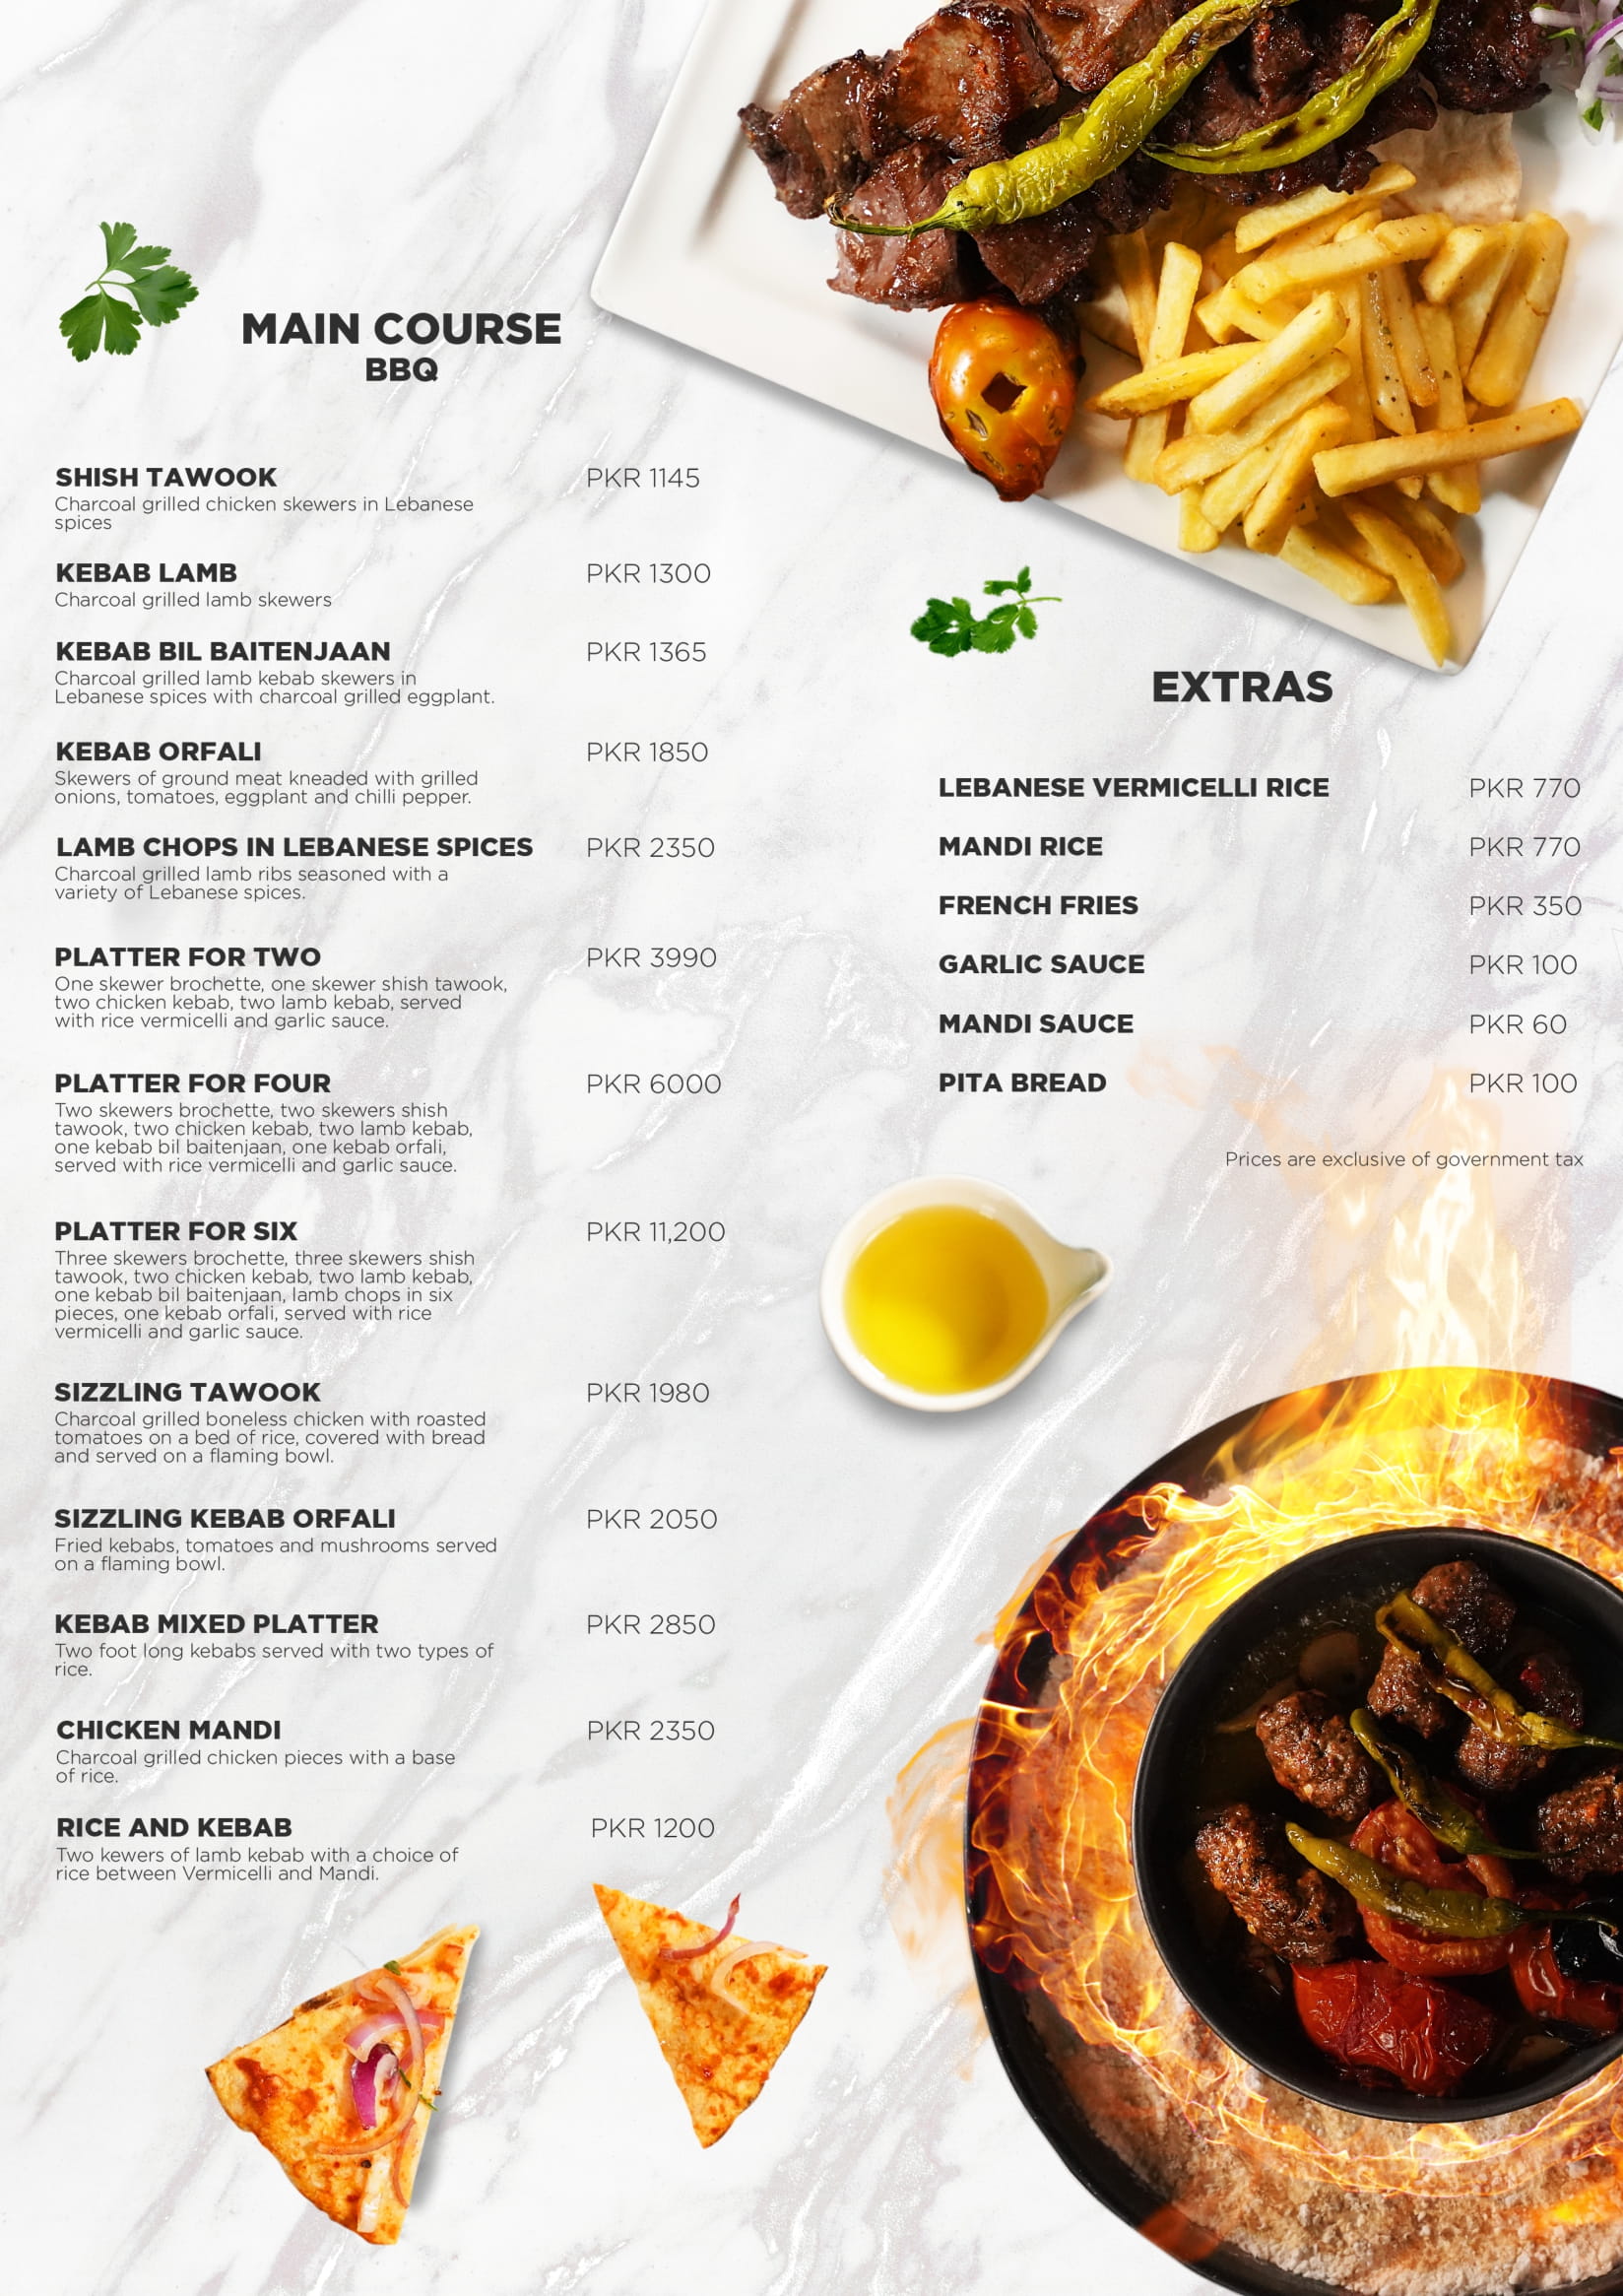 MAIN COURSE
BBQ
SHISH TAWOOK PKR 1145
Charcoal grilled chicken skewers in Lebanese
spices
KEBAB LAMB PKR 1300
Charcoal grilled lamb skewers
KEBAB BIL BAITENJAAN PKR 1365
Charcoal grilled lamb kebab skewers in
Lebanese spices with charcoal grilled eggplant.
KEBAB ORFALI PKR 1850
Skewers of ground meat kneaded with grilled
onions, tomatoes, eggplant and chilli pepper.
LAMB CHOPS IN LEBANESE SPICES PKR 2350
Charcoal grilled lamb ribs seasoned with a
variety of Lebanese spices.
PLATTER FOR TWO PKR 3990
One skewer brochette, one skewer shish tawook,
two chicken kebab, two lamb kebab, served
with rice vermicelli and garlic sauce.
PLATTER FOR FOUR PKR 6000
Two skewers brochette, two skewers shish
tawook, two chicken kebab, two lamb kebab,
one kebab bil baitenjaan, one kebab orfali,
served with rice vermicelli and garlic sauce.
PLATTER FOR SIX PKR 11,200
Three skewers brochette, three skewers shish
tawook, two chicken kebab, two lamb kebab,
one kebab bil baitenjaan, lamb chops in six
pieces, one kebab orfali, served with rice
vermicelli and garlic sauce.
SIZZLING TAWOOK PKR 1980
Charcoal grilled boneless chicken with roasted
tomatoes on a bed of rice, covered with bread
and served on a flaming bowl.
SIZZLING KEBAB ORFALI PKR 2050
Fried kebabs, tomatoes and mushrooms served
on a flaming bowl.
KEBAB MIXED PLATTER PKR 2850
Two foot long kebabs served with two types of
rice.
CHICKEN MANDI PKR 2350
Charcoal grilled chicken pieces with a base
of rice.
RICE AND KEBAB PKR 1200
Two kewers of lamb kebab with a choice of
rice between Vermicelli and Mandi.
EXTRAS
LEBANESE VERMICELLI RICE PKR 770
MANDI RICE PKR 770
FRENCH FRIES PKR 350
GARLIC SAUCE PKR 100
MANDI SAUCE PKR 60
PITA BREAD PKR 100
Prices are exclusive of government tax